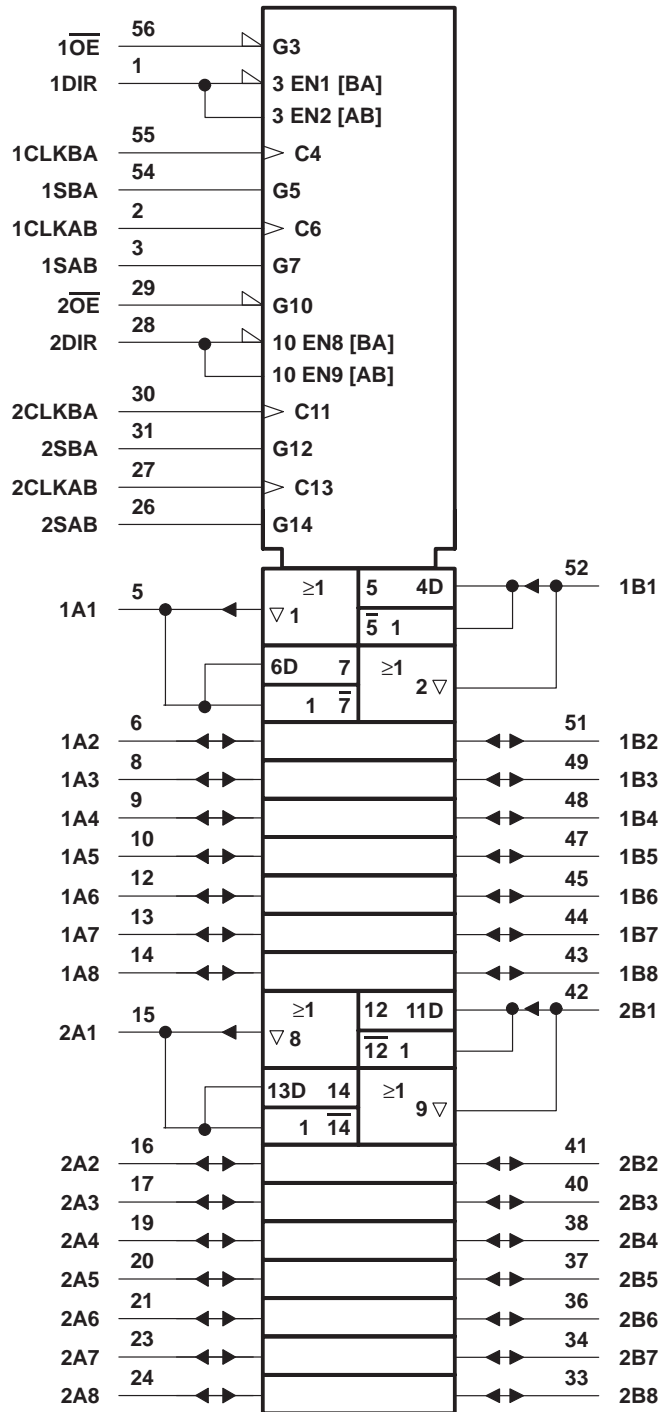 1O̅E̅ 56 G3
1DIR 1 3 EN1 [BA]
3 EN2 [AB]
1CLKBA 55 C4
1SBA 54 G5
1CLKAB 2 C6
1SAB 3 G7
2O̅E̅ 29 G10
2DIR 28 10 EN8 [BA]
10 EN9 [AB]
2CLKBA 30 C11
2SBA 31 G12
2CLKAB 27 C13
2SAB 26 G14
1A1 5 ≥1 5 4D 52 1B1
▽ 1 5̅ 1
6D 7 ≥1
1 7̅ 2 ▽
1A2 6 51 1B2
1A3 8 49 1B3
1A4 9 48 1B4
1A5 10 47 1B5
1A6 12 45 1B6
1A7 13 44 1B7
1A8 14 43 1B8
2A1 15 ≥1 12 11D 42 2B1
▽ 8 1̅2̅ 1
13D 14 ≥1
1 1̅4̅ 9 ▽
2A2 16 41 2B2
2A3 17 40 2B3
2A4 19 38 2B4
2A5 20 37 2B5
2A6 21 36 2B6
2A7 23 34 2B7
2A8 24 33 2B8